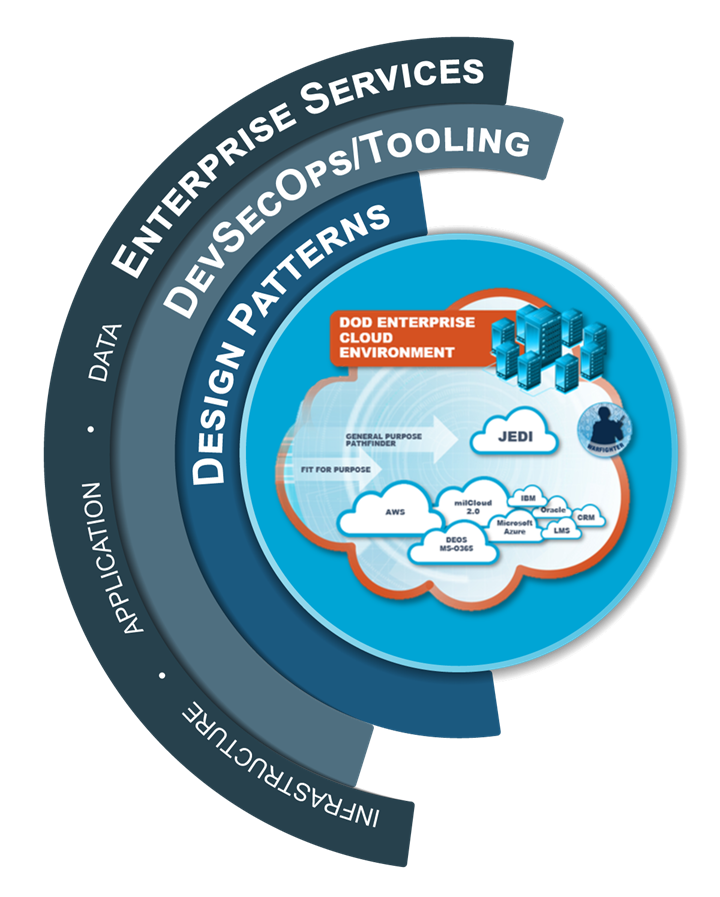 ENTERPRISE SERVICES
DEVSECOPS/TOOLING
DESIGN PATTERNS
DATA • APPLICATION • INFRASTRUCTURE
DOD ENTERPRISE
CLOUD
ENVIRONMENT
GENERAL PURPOSE
PATHFINDER
JEDI
WARFIGHTER
FIT FOR PURPOSE
AWS
milCloud
2.0
IBM
Oracle
CRM
Microsoft
Azure
LMS
DEOS
MS-O365